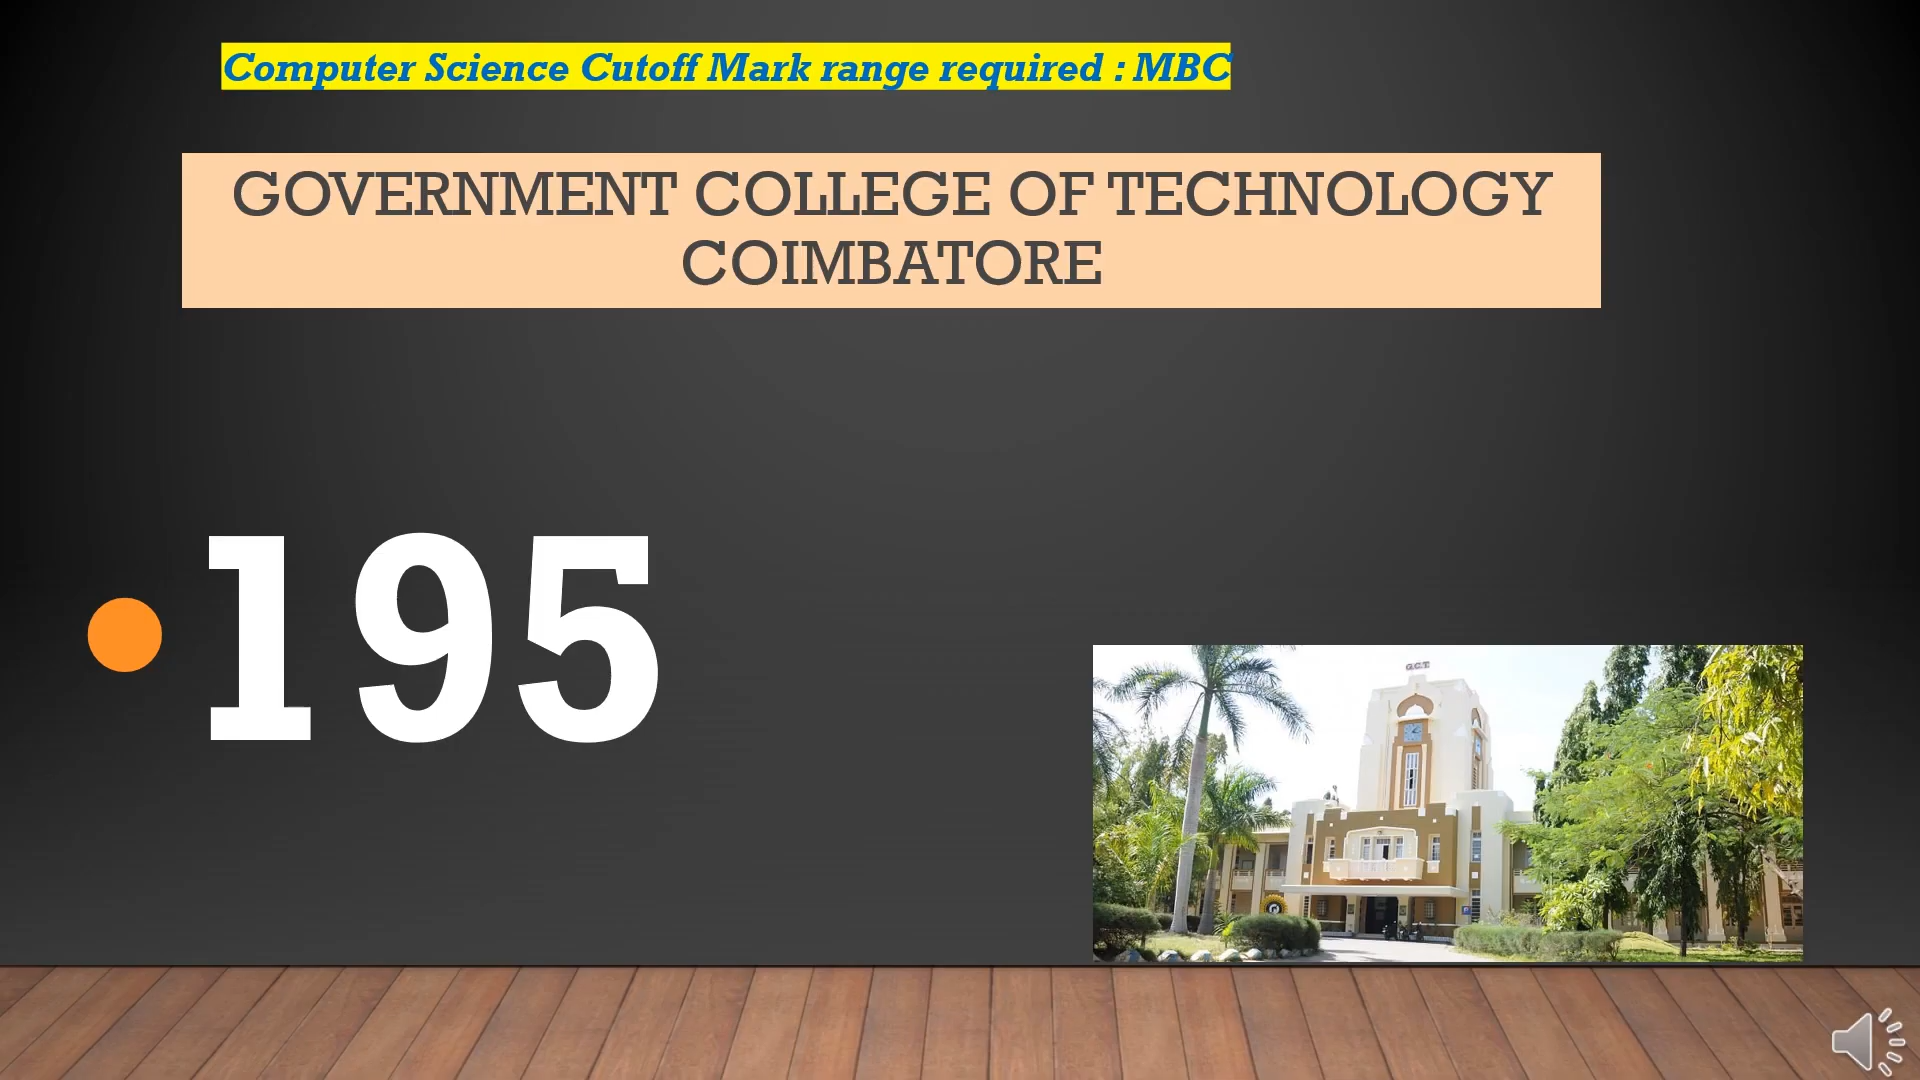 Computer Science Cutoff Mark range required : MBC
GOVERNMENT COLLEGE OF TECHNOLOGY
COIMBATORE
195
G.C.T